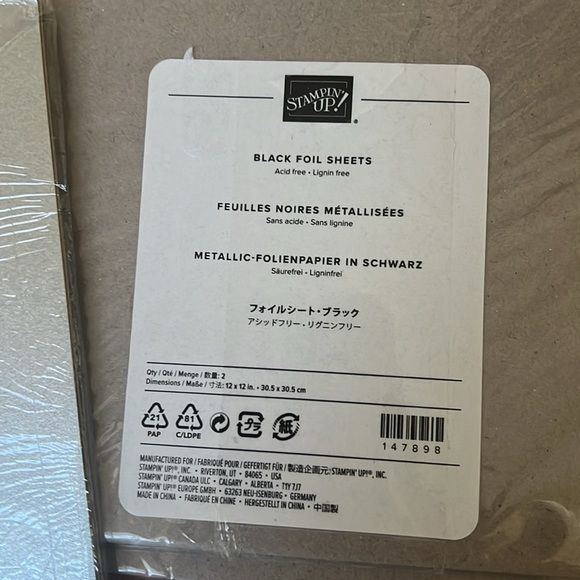 STAMPIN' UP!®
BLACK FOIL SHEETS
Acid free • Lignin free
FEUILLES NOIRES MÉTALLISÉES
Sans acide • Sans lignine
METALLIC-FOLIENPAPIER IN SCHWARZ
Säurefrei • Ligninfrei
フォイルシート・ブラック
アシッドフリー・リグニンフリー
Qty / Qté / Menge / 数量: 2
Dimensions / Maße / 寸法: 12 x 12 in. • 30.5 x 30.5 cm
21
PAP
81
C/LDPE
プラ
紙
147898
MANUFACTURED FOR / FABRIQUÉ POUR / GEFERTIGT FÜR / 製造企画元: STAMPIN' UP!®, INC.
STAMPIN' UP!®, INC. • RIVERTON, UT • 84065 • USA
STAMPIN' UP!® CANADA ULC • CALGARY • ALBERTA • T1Y 7J7
STAMPIN' UP!® EUROPE GMBH • 63263 NEU-ISENBURG • GERMANY
MADE IN CHINA • FABRIQUÉ EN CHINE • HERGESTELLT IN CHINA • 中国製